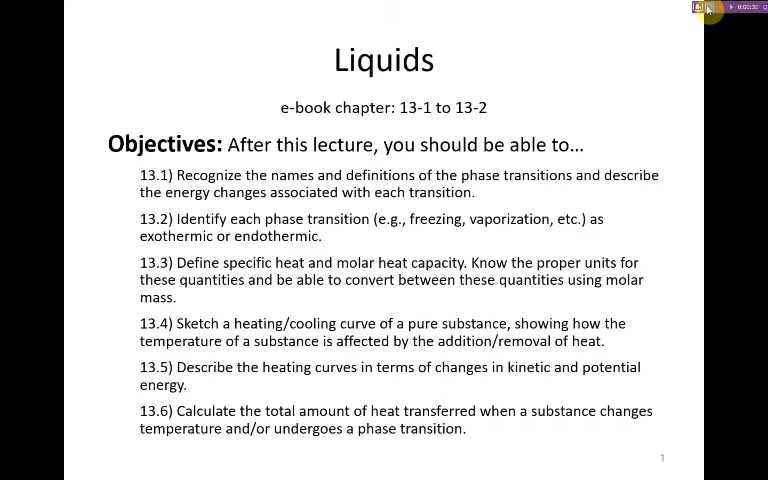 0:00:31
Liquids
e-book chapter: 13-1 to 13-2
Objectives: After this lecture, you should be able to…
13.1) Recognize the names and definitions of the phase transitions and describe
the energy changes associated with each transition.
13.2) Identify each phase transition (e.g., freezing, vaporization, etc.) as
exothermic or endothermic.
13.3) Define specific heat and molar heat capacity. Know the proper units for
these quantities and be able to convert between these quantities using molar
mass.
13.4) Sketch a heating/cooling curve of a pure substance, showing how the
temperature of a substance is affected by the addition/removal of heat.
13.5) Describe the heating curves in terms of changes in kinetic and potential
energy.
13.6) Calculate the total amount of heat transferred when a substance changes
temperature and/or undergoes a phase transition.
1